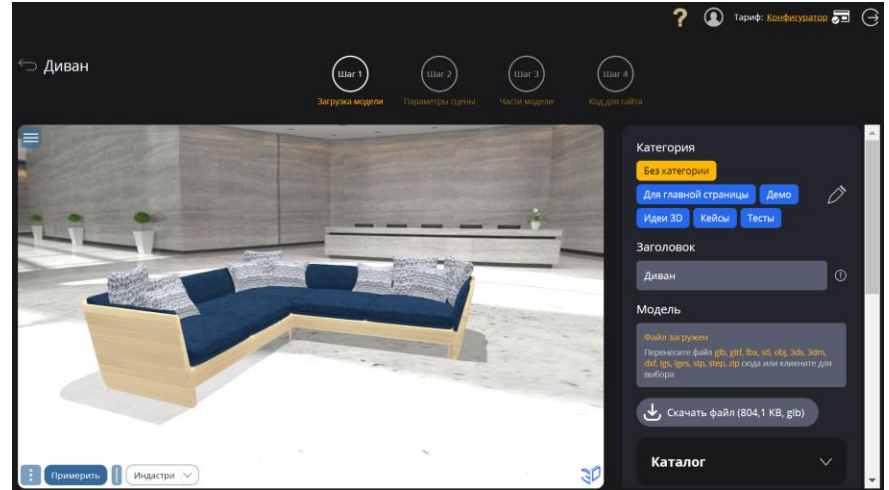 ? Тариф: Конфигуратор
Диван
Шаг 1
Шаг 2
Шаг 3
Шаг 4
Загрузка модели
Параметры сцены
Части модели
Код для сайта
Категория
Без категории
Для главной страницы
Демо
Идеи 3D
Кейсы
Тесты
Заголовок
Диван
Модель
Файл загружен
Перенесите файл glb, gltf, fbx, stl, obj, 3ds, 3dm,
dxf, igs, iges, stp, step, zip сюда или кликните для
выбора
Скачать файл (804,1 KB, glb)
Каталог
Примерить
Индастри
3D